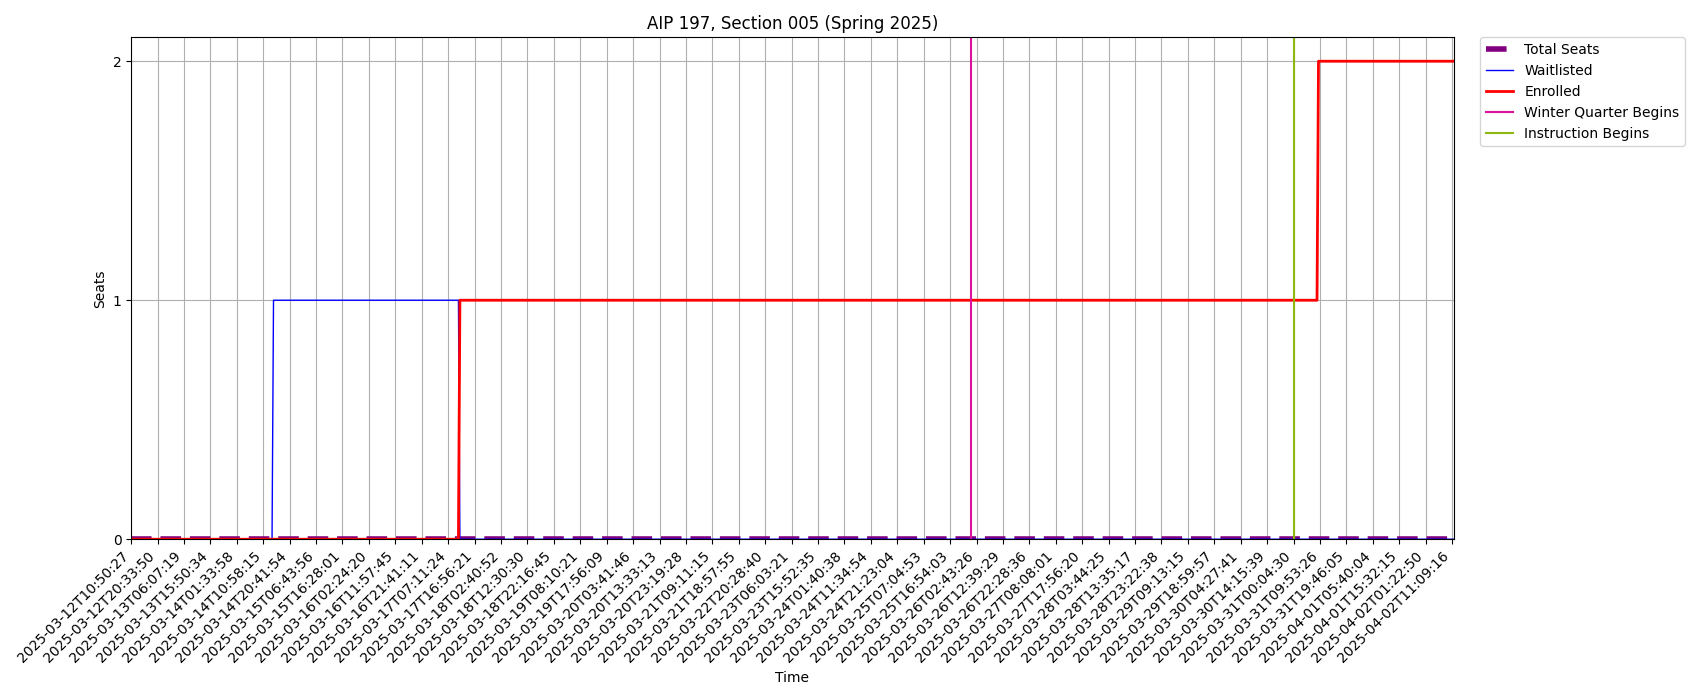 AIP 197, Section 005 (Spring 2025)
Total Seats
Waitlisted
Enrolled
Winter Quarter Begins
Instruction Begins
Seats
2
1
0
2025-03-12T10:50:27
2025-03-12T20:33:50
2025-03-13T06:07:19
2025-03-13T15:50:34
2025-03-14T01:33:58
2025-03-14T10:58:15
2025-03-14T20:41:54
2025-03-15T06:43:56
2025-03-15T16:28:01
2025-03-16T02:24:20
2025-03-16T11:57:45
2025-03-16T21:41:11
2025-03-17T07:11:24
2025-03-17T16:56:21
2025-03-18T02:40:52
2025-03-18T12:30:30
2025-03-18T22:16:45
2025-03-19T08:10:21
2025-03-19T17:56:09
2025-03-20T03:41:46
2025-03-20T13:33:13
2025-03-20T23:19:28
2025-03-21T09:11:15
2025-03-21T18:57:55
2025-03-22T20:28:40
2025-03-23T06:03:21
2025-03-23T15:52:35
2025-03-24T01:40:38
2025-03-24T11:34:54
2025-03-24T21:23:04
2025-03-25T07:04:53
2025-03-25T16:54:03
2025-03-26T02:43:26
2025-03-26T12:39:29
2025-03-26T22:28:36
2025-03-27T08:08:01
2025-03-27T17:56:20
2025-03-28T03:44:25
2025-03-28T13:35:17
2025-03-28T23:22:38
2025-03-29T09:13:15
2025-03-29T18:59:57
2025-03-30T04:27:41
2025-03-30T14:15:39
2025-03-31T00:04:30
2025-03-31T09:53:26
2025-03-31T19:46:05
2025-04-01T05:40:04
2025-04-01T15:32:15
2025-04-02T01:22:50
2025-04-02T11:09:16
Time